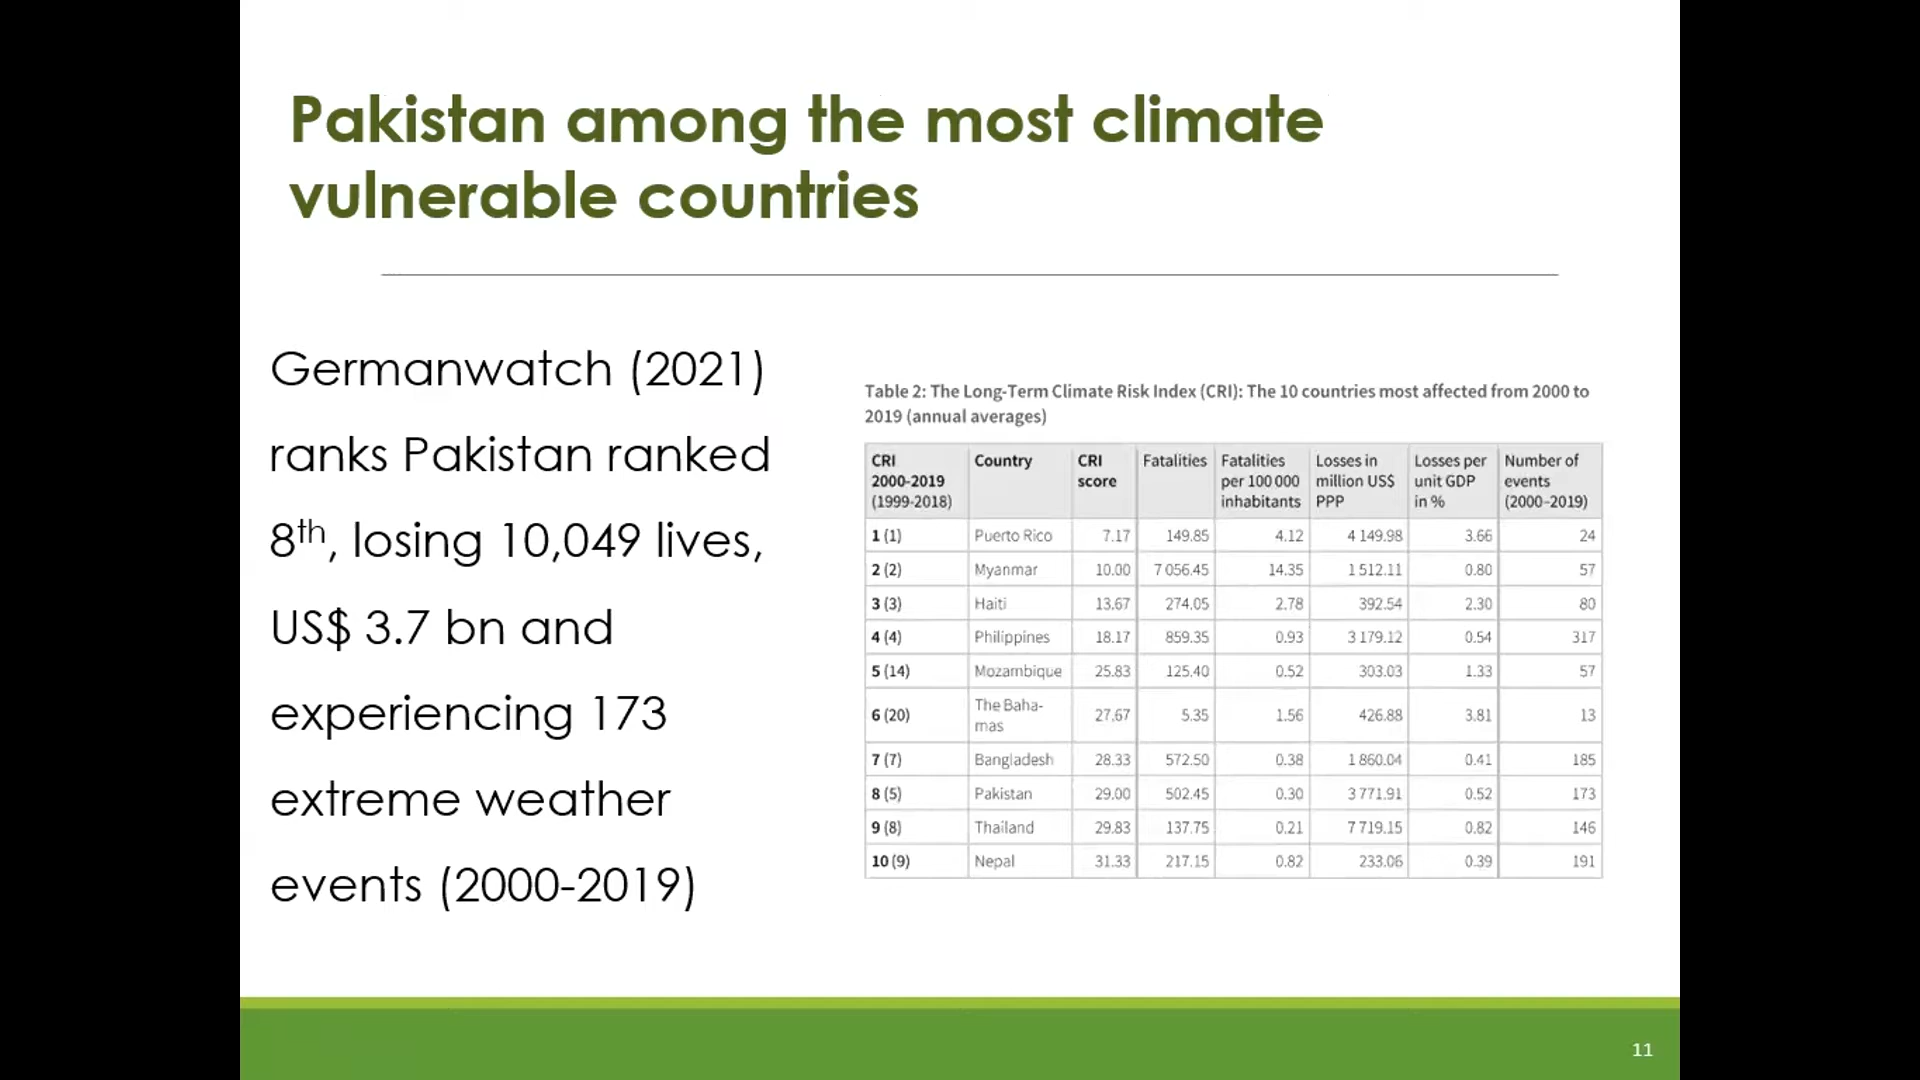 Pakistan among the most climate
vulnerable countries
Germanwatch (2021)
ranks Pakistan ranked
8th, losing 10,049 lives,
US$ 3.7 bn and
experiencing 173
extreme weather
events (2000-2019)
Table 2: The Long-Term Climate Risk Index (CRI): The 10 countries most affected from 2000 to
2019 (annual averages)
CRI 2000-2019 (1999-2018) Country CRI score Fatalities Fatalities per 100 000 inhabitants Losses in million US$ PPP Losses per unit GDP in % Number of events (2000-2019)
1 (1) Puerto Rico 7.17 149.85 4.12 4 149.98 3.66 24
2 (2) Myanmar 10.00 7 056.45 14.35 1 512.11 0.80 57
3 (3) Haiti 13.67 274.05 2.78 392.54 2.30 80
4 (4) Philippines 18.17 859.35 0.93 3 179.12 0.54 317
5 (14) Mozambique 25.83 125.40 0.52 303.03 1.33 57
6 (20) The Baha-mas 27.67 5.35 1.56 426.88 3.81 13
7 (7) Bangladesh 28.33 572.50 0.38 1 860.04 0.41 185
8 (5) Pakistan 29.00 502.45 0.30 3 771.91 0.52 173
9 (8) Thailand 29.83 137.75 0.21 7 719.15 0.82 146
10 (9) Nepal 31.33 217.15 0.82 233.06 0.39 191
11